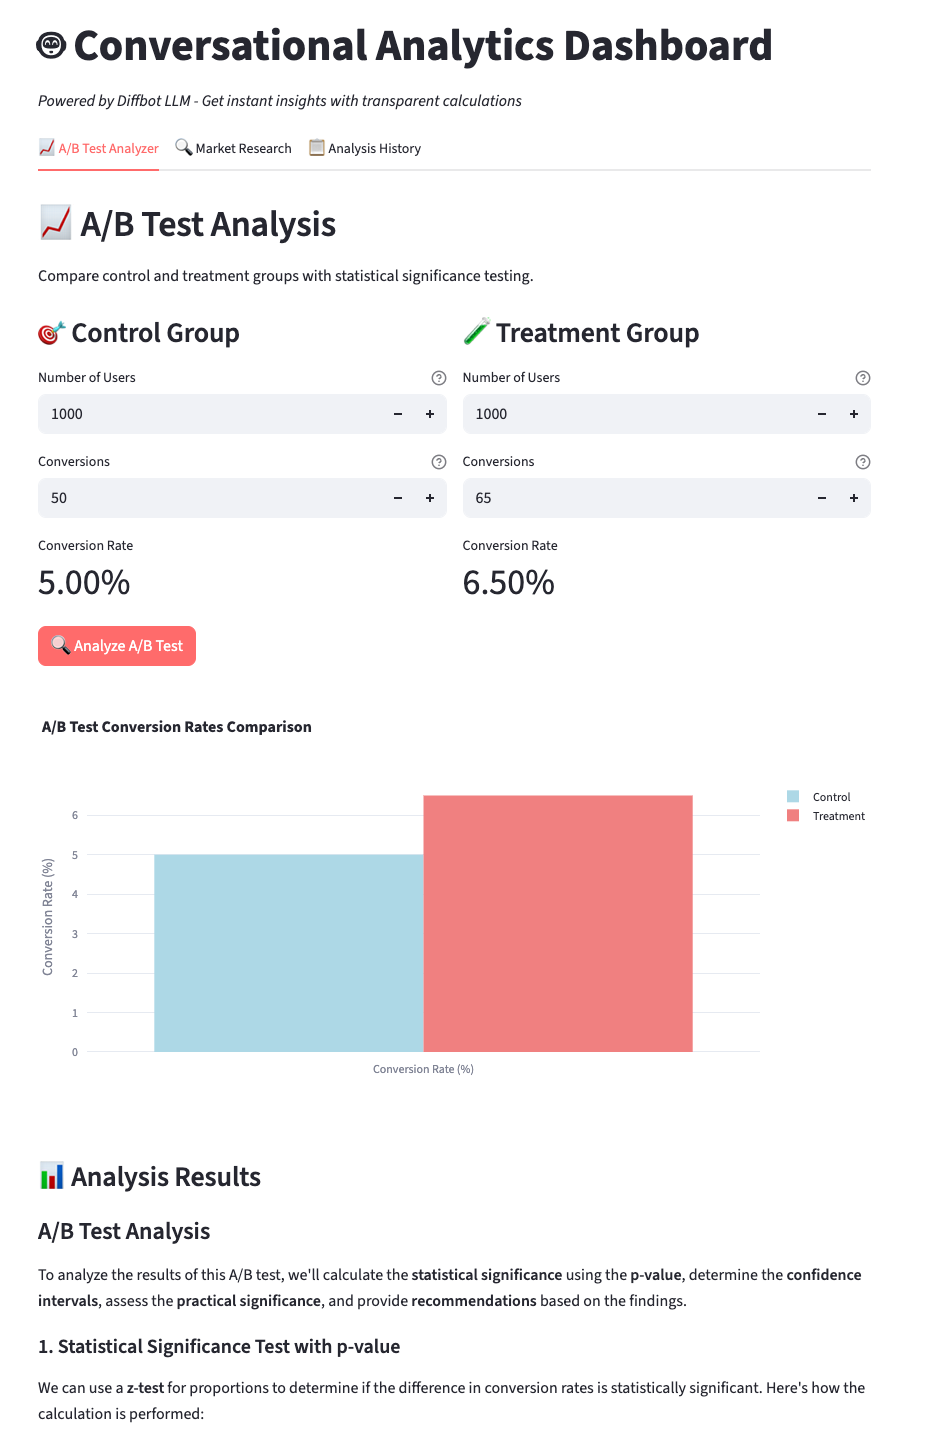 Conversational Analytics Dashboard
Powered by Diffbot LLM - Get instant insights with transparent calculations
A/B Test Analyzer
Market Research
Analysis History
A/B Test Analysis
Compare control and treatment groups with statistical significance testing.
Control Group
Treatment Group
Number of Users
Number of Users
1000
1000
Conversions
Conversions
50
65
Conversion Rate
Conversion Rate
5.00%
6.50%
Analyze A/B Test
A/B Test Conversion Rates Comparison
Control
Treatment
6
5
4
3
2
1
0
Conversion Rate (%)
Conversion Rate (%)
Analysis Results
A/B Test Analysis
To analyze the results of this A/B test, we'll calculate the statistical significance using the p-value, determine the confidence
intervals, assess the practical significance, and provide recommendations based on the findings.
1. Statistical Significance Test with p-value
We can use a z-test for proportions to determine if the difference in conversion rates is statistically significant. Here's how the
calculation is performed: